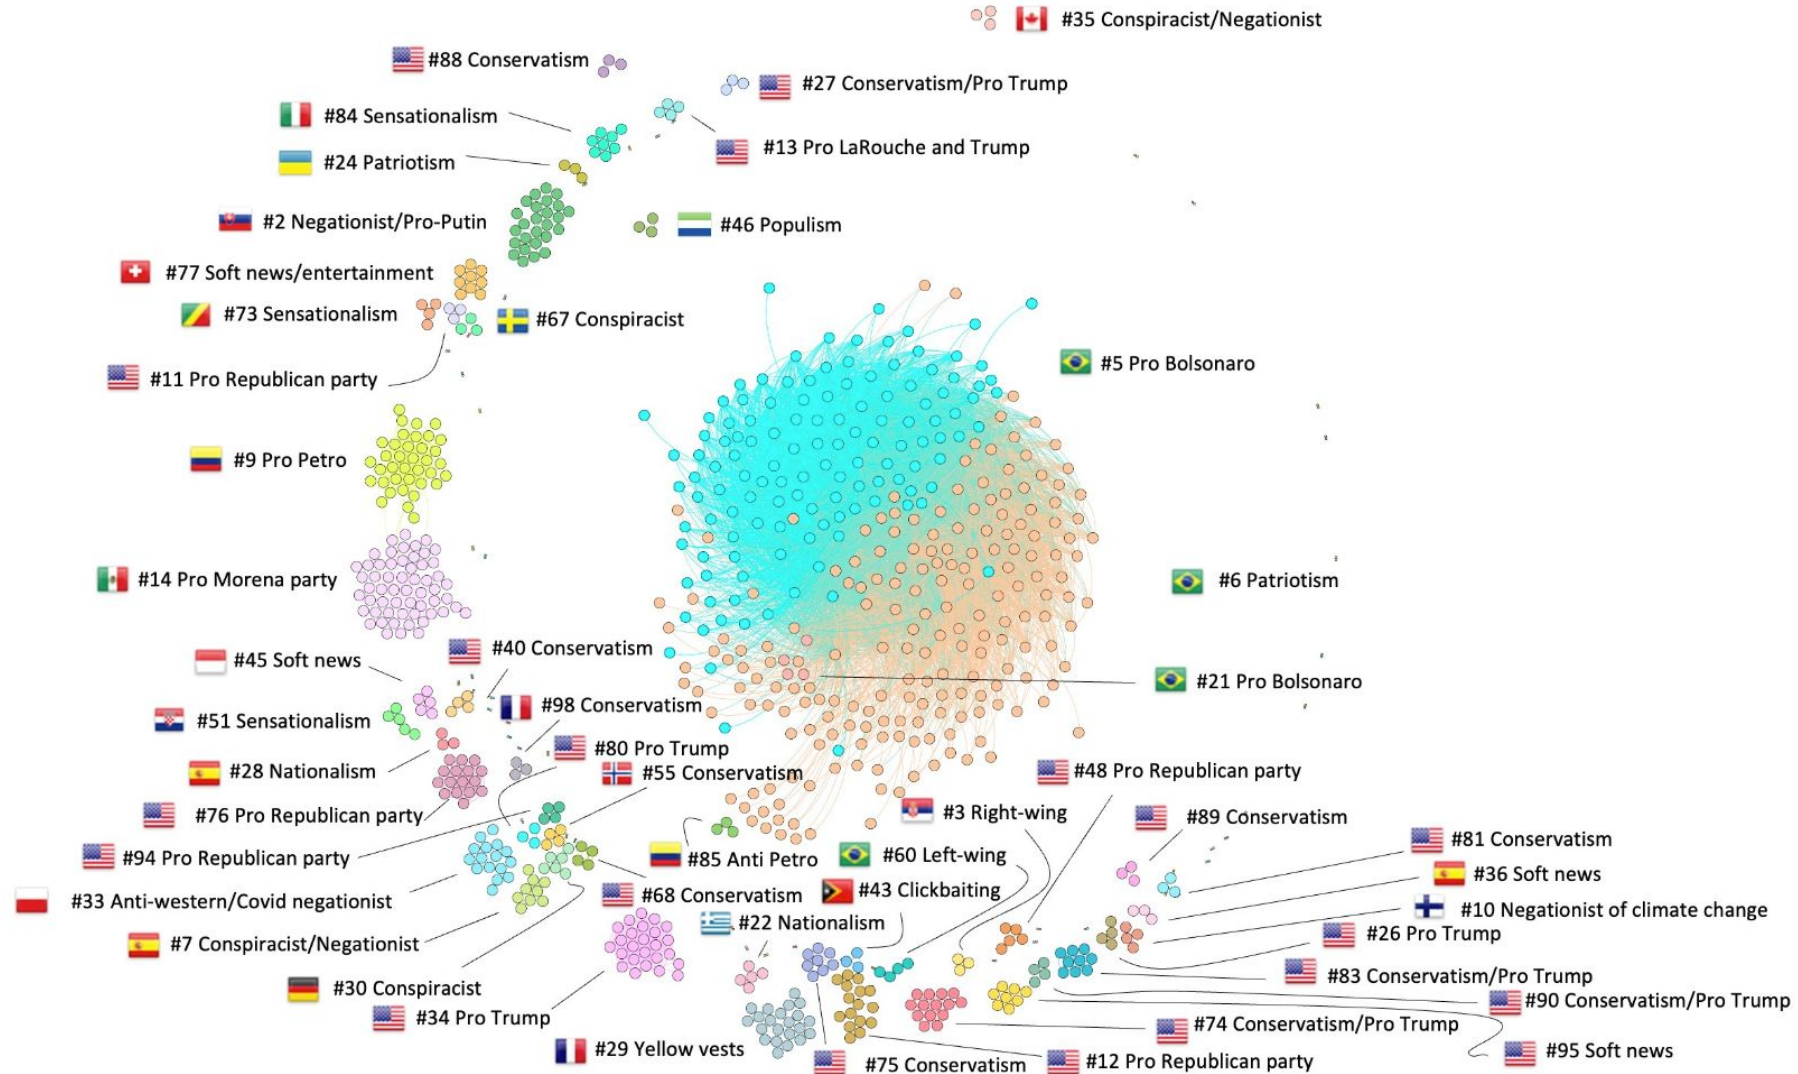 #35 Conspiracist/Negationist
#88 Conservatism
#27 Conservatism/Pro Trump
#84 Sensationalism
#13 Pro LaRouche and Trump
#24 Patriotism
#2 Negationist/Pro-Putin
#46 Populism
#77 Soft news/entertainment
#73 Sensationalism
#67 Conspiracist
#5 Pro Bolsonaro
#11 Pro Republican party
#9 Pro Petro
#14 Pro Morena party
#6 Patriotism
#40 Conservatism
#45 Soft news
#21 Pro Bolsonaro
#98 Conservatism
#51 Sensationalism
#80 Pro Trump
#28 Nationalism
#55 Conservatism
#48 Pro Republican party
#76 Pro Republican party
#3 Right-wing
#89 Conservatism
#81 Conservatism
#94 Pro Republican party
#85 Anti Petro
#60 Left-wing
#36 Soft news
#33 Anti-western/Covid negationist
#68 Conservatism
#43 Clickbaiting
#10 Negationist of climate change
#22 Nationalism
#26 Pro Trump
#7 Conspiracist/Negationist
#83 Conservatism/Pro Trump
#30 Conspiracist
#90 Conservatism/Pro Trump
#34 Pro Trump
#74 Conservatism/Pro Trump
#29 Yellow vests
#95 Soft news
#75 Conservatism
#12 Pro Republican party